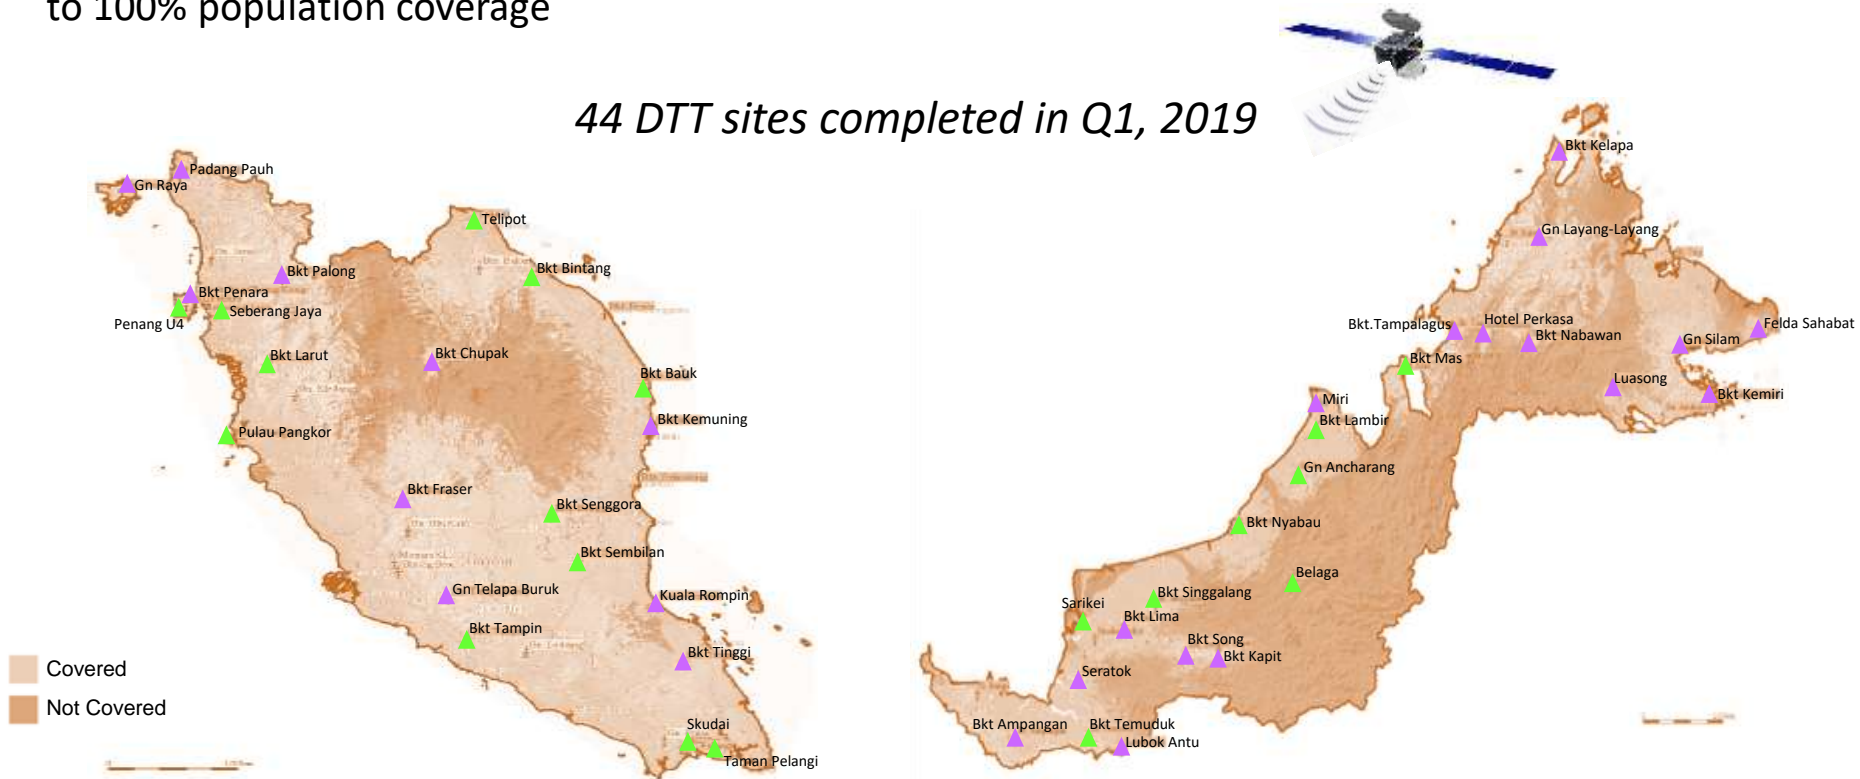 to 100% population coverage
44 DTT sites completed in Q1, 2019
Padang Pauh
Gn Raya
Telipot
Bkt Palong
Bkt Bintang
Bkt Penara
Seberang Jaya
Penang U4
Bkt Larut
Bkt Chupak
Bkt Bauk
Bkt Kemuning
Pulau Pangkor
Bkt Fraser
Bkt Senggora
Bkt Sembilan
Gn Telapa Buruk
Kuala Rompin
Bkt Tampin
Bkt Tinggi
Skudai
Taman Pelangi
Covered
Not Covered
Bkt Kelapa
Gn Layang-Layang
Bkt.Tampalagus
Hotel Perkasa
Bkt Nabawan
Felda Sahabat
Gn Silam
Bkt Mas
Luasong
Bkt Kemiri
Miri
Bkt Lambir
Gn Ancharang
Bkt Nyabau
Belaga
Bkt Singgalang
Sarikei
Bkt Lima
Bkt Song
Bkt Kapit
Seratok
Bkt Ampangan
Bkt Temuduk
Lubok Antu